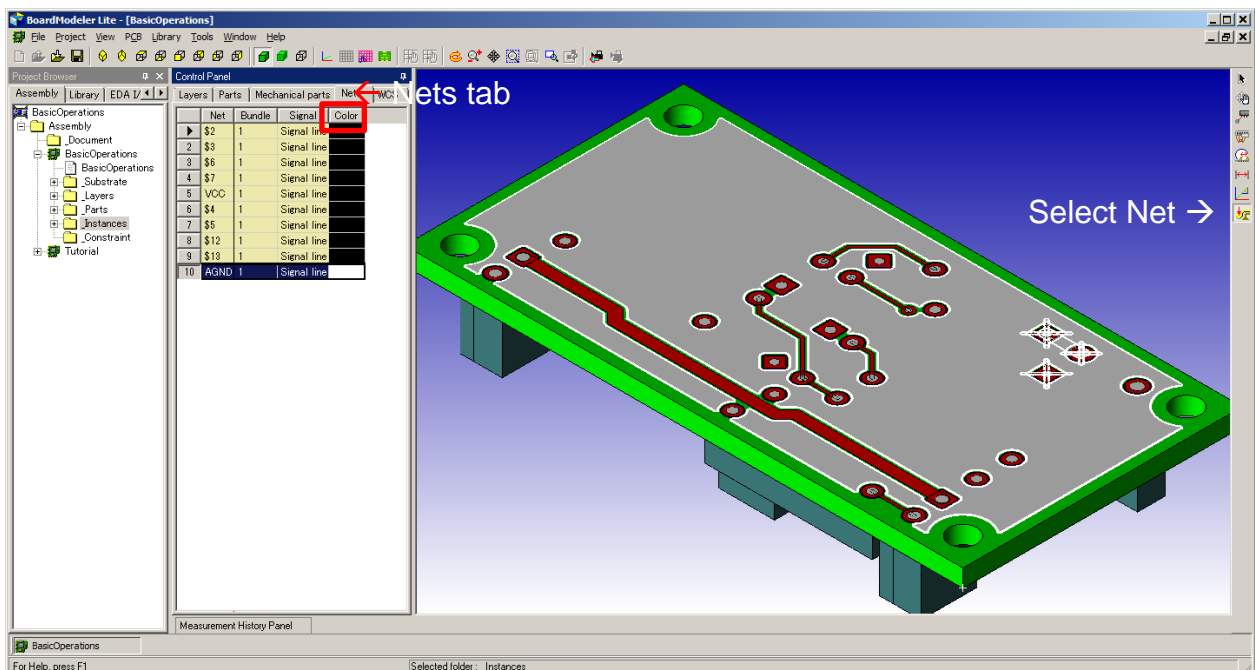 BoardModeler Lite - [BasicOperations]
File Project View PCB Library Tools Window Help
Project Browser
Assembly Library EDA I/
BasicOperations
Assembly
_Document
BasicOperations
BasicOperations
_Substrate
_Layers
_Parts
_Instances
_Constraint
Tutorial
Control Panel
Layers Parts Mechanical parts Net WCS
← Nets tab
Net Bundle Signal Color
$2 1 Signal line
2 $3 1 Signal line
3 $6 1 Signal line
4 $7 1 Signal line
5 VCC 1 Signal line
6 $4 1 Signal line
7 $5 1 Signal line
8 $12 1 Signal line
9 $13 1 Signal line
10 AGND 1 Signal line
Select Net →
Measurement History Panel
BasicOperations
For Help, press F1
Selected folder : _Instances